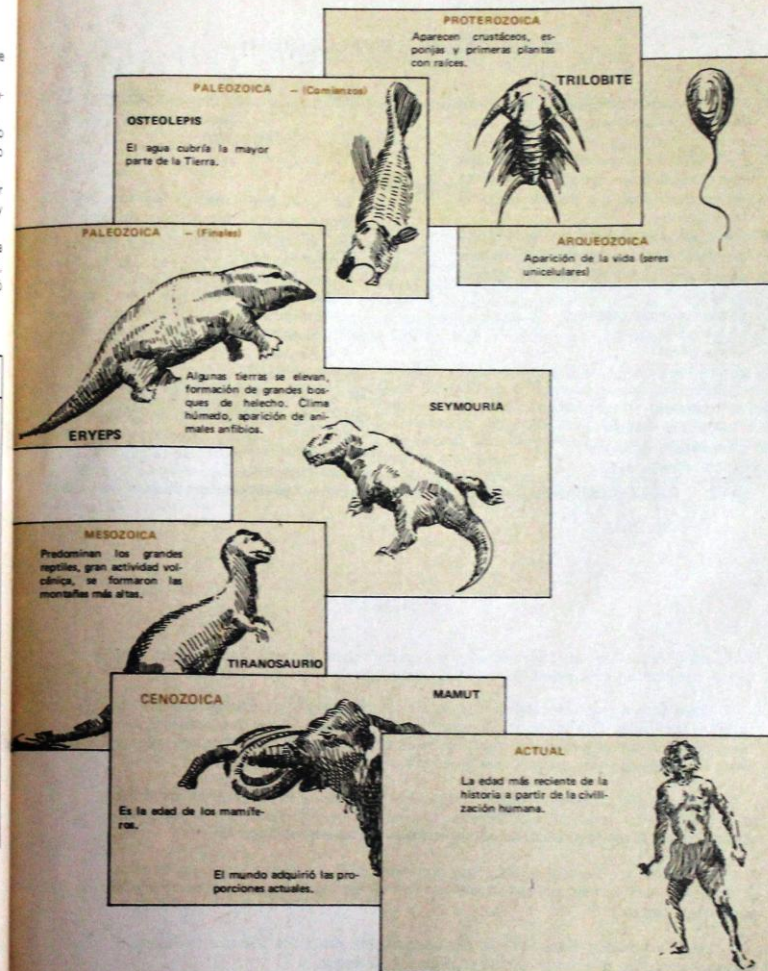 PROTEROZOICA
Aparecen crustáceos, es-
ponjas y primeras plantas
con raíces.
TRILOBITE
PALEOZOICA – (Comienzos)
OSTEOLEPIS
El agua cubría la mayor
parte de la Tierra.
ARQUEOZOICA
Aparición de la vida (seres
unicelulares)
PALEOZOICA – (Finales)
Algunas tierras se elevan,
formación de grandes bos-
ques de helecho. Clima
húmedo, aparición de ani-
males anfibios.
ERYEPS
SEYMOURIA
MESOZOICA
Predominan los grandes
reptiles, gran actividad vol-
cánica, se formaron las
montañas más altas.
TIRANOSAURIO
CENOZOICA
MAMUT
Es la edad de los mamífe-
ros.
El mundo adquirió las pro-
porciones actuales.
ACTUAL
La edad más reciente de la
historia a partir de la civili-
zación humana.